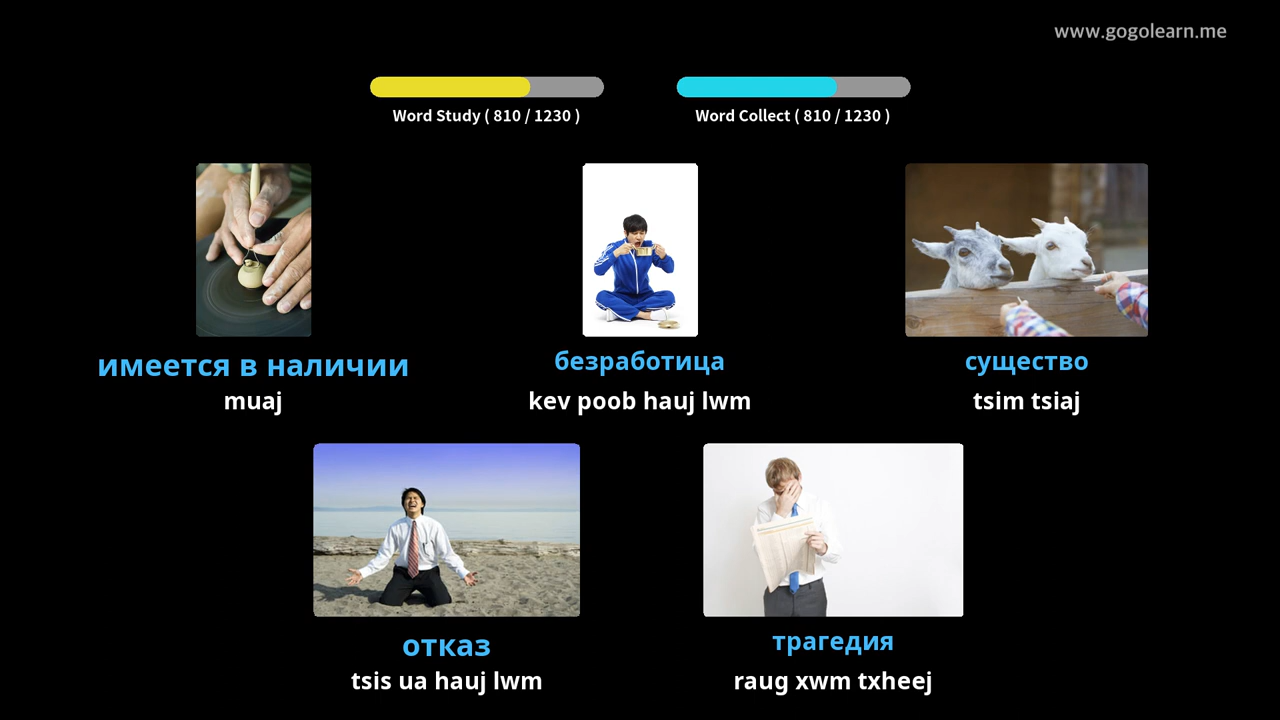 www.gogolearn.me
Word Study ( 810 / 1230 )
Word Collect ( 810 / 1230 )
имеется в наличии
muaj
безработица
kev poob hauj lwm
существо
tsim tsiaj
отказ
tsis ua hauj lwm
трагедия
raug xwm txheej